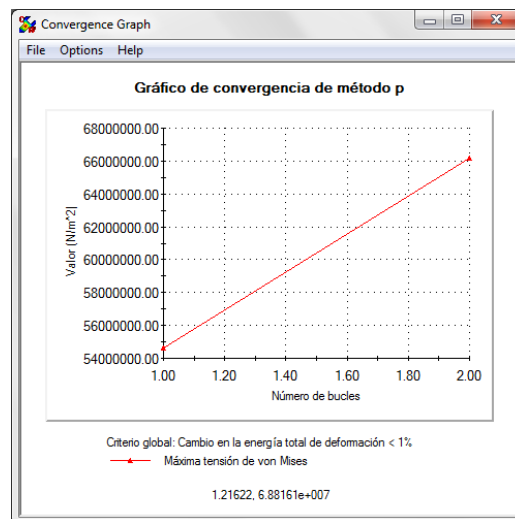 Convergence Graph
File Options Help
Gráfico de convergencia de método p
68000000.00
66000000.00
64000000.00
62000000.00
60000000.00
58000000.00
56000000.00
54000000.00
Valor [N/m^2]
1.00 1.20 1.40 1.60 1.80 2.00
Número de bucles
Criterio global: Cambio en la energía total de deformación < 1%
Máxima tensión de von Mises
1.21622, 6.88161e+007